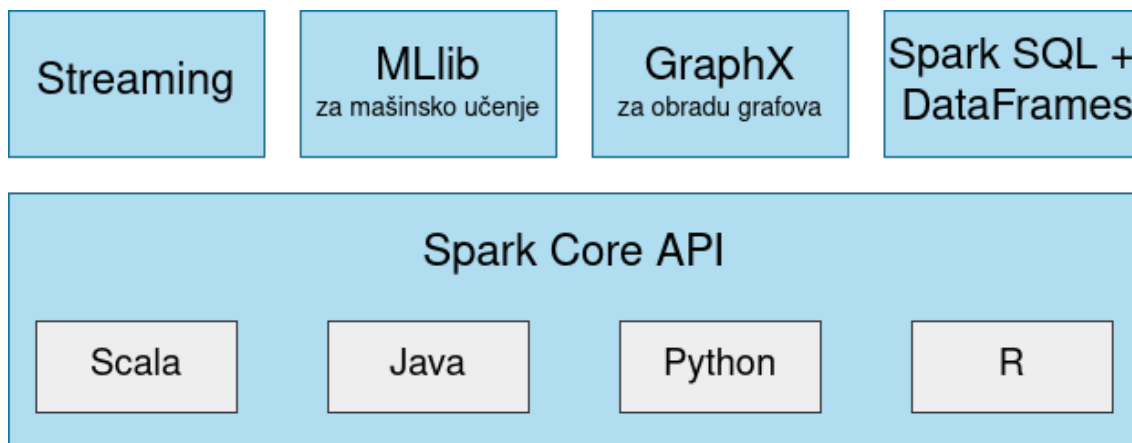 Streaming
MLlib
za mašinsko učenje
GraphX
za obradu grafova
Spark SQL +
DataFrames
Spark Core API
Scala
Java
Python
R